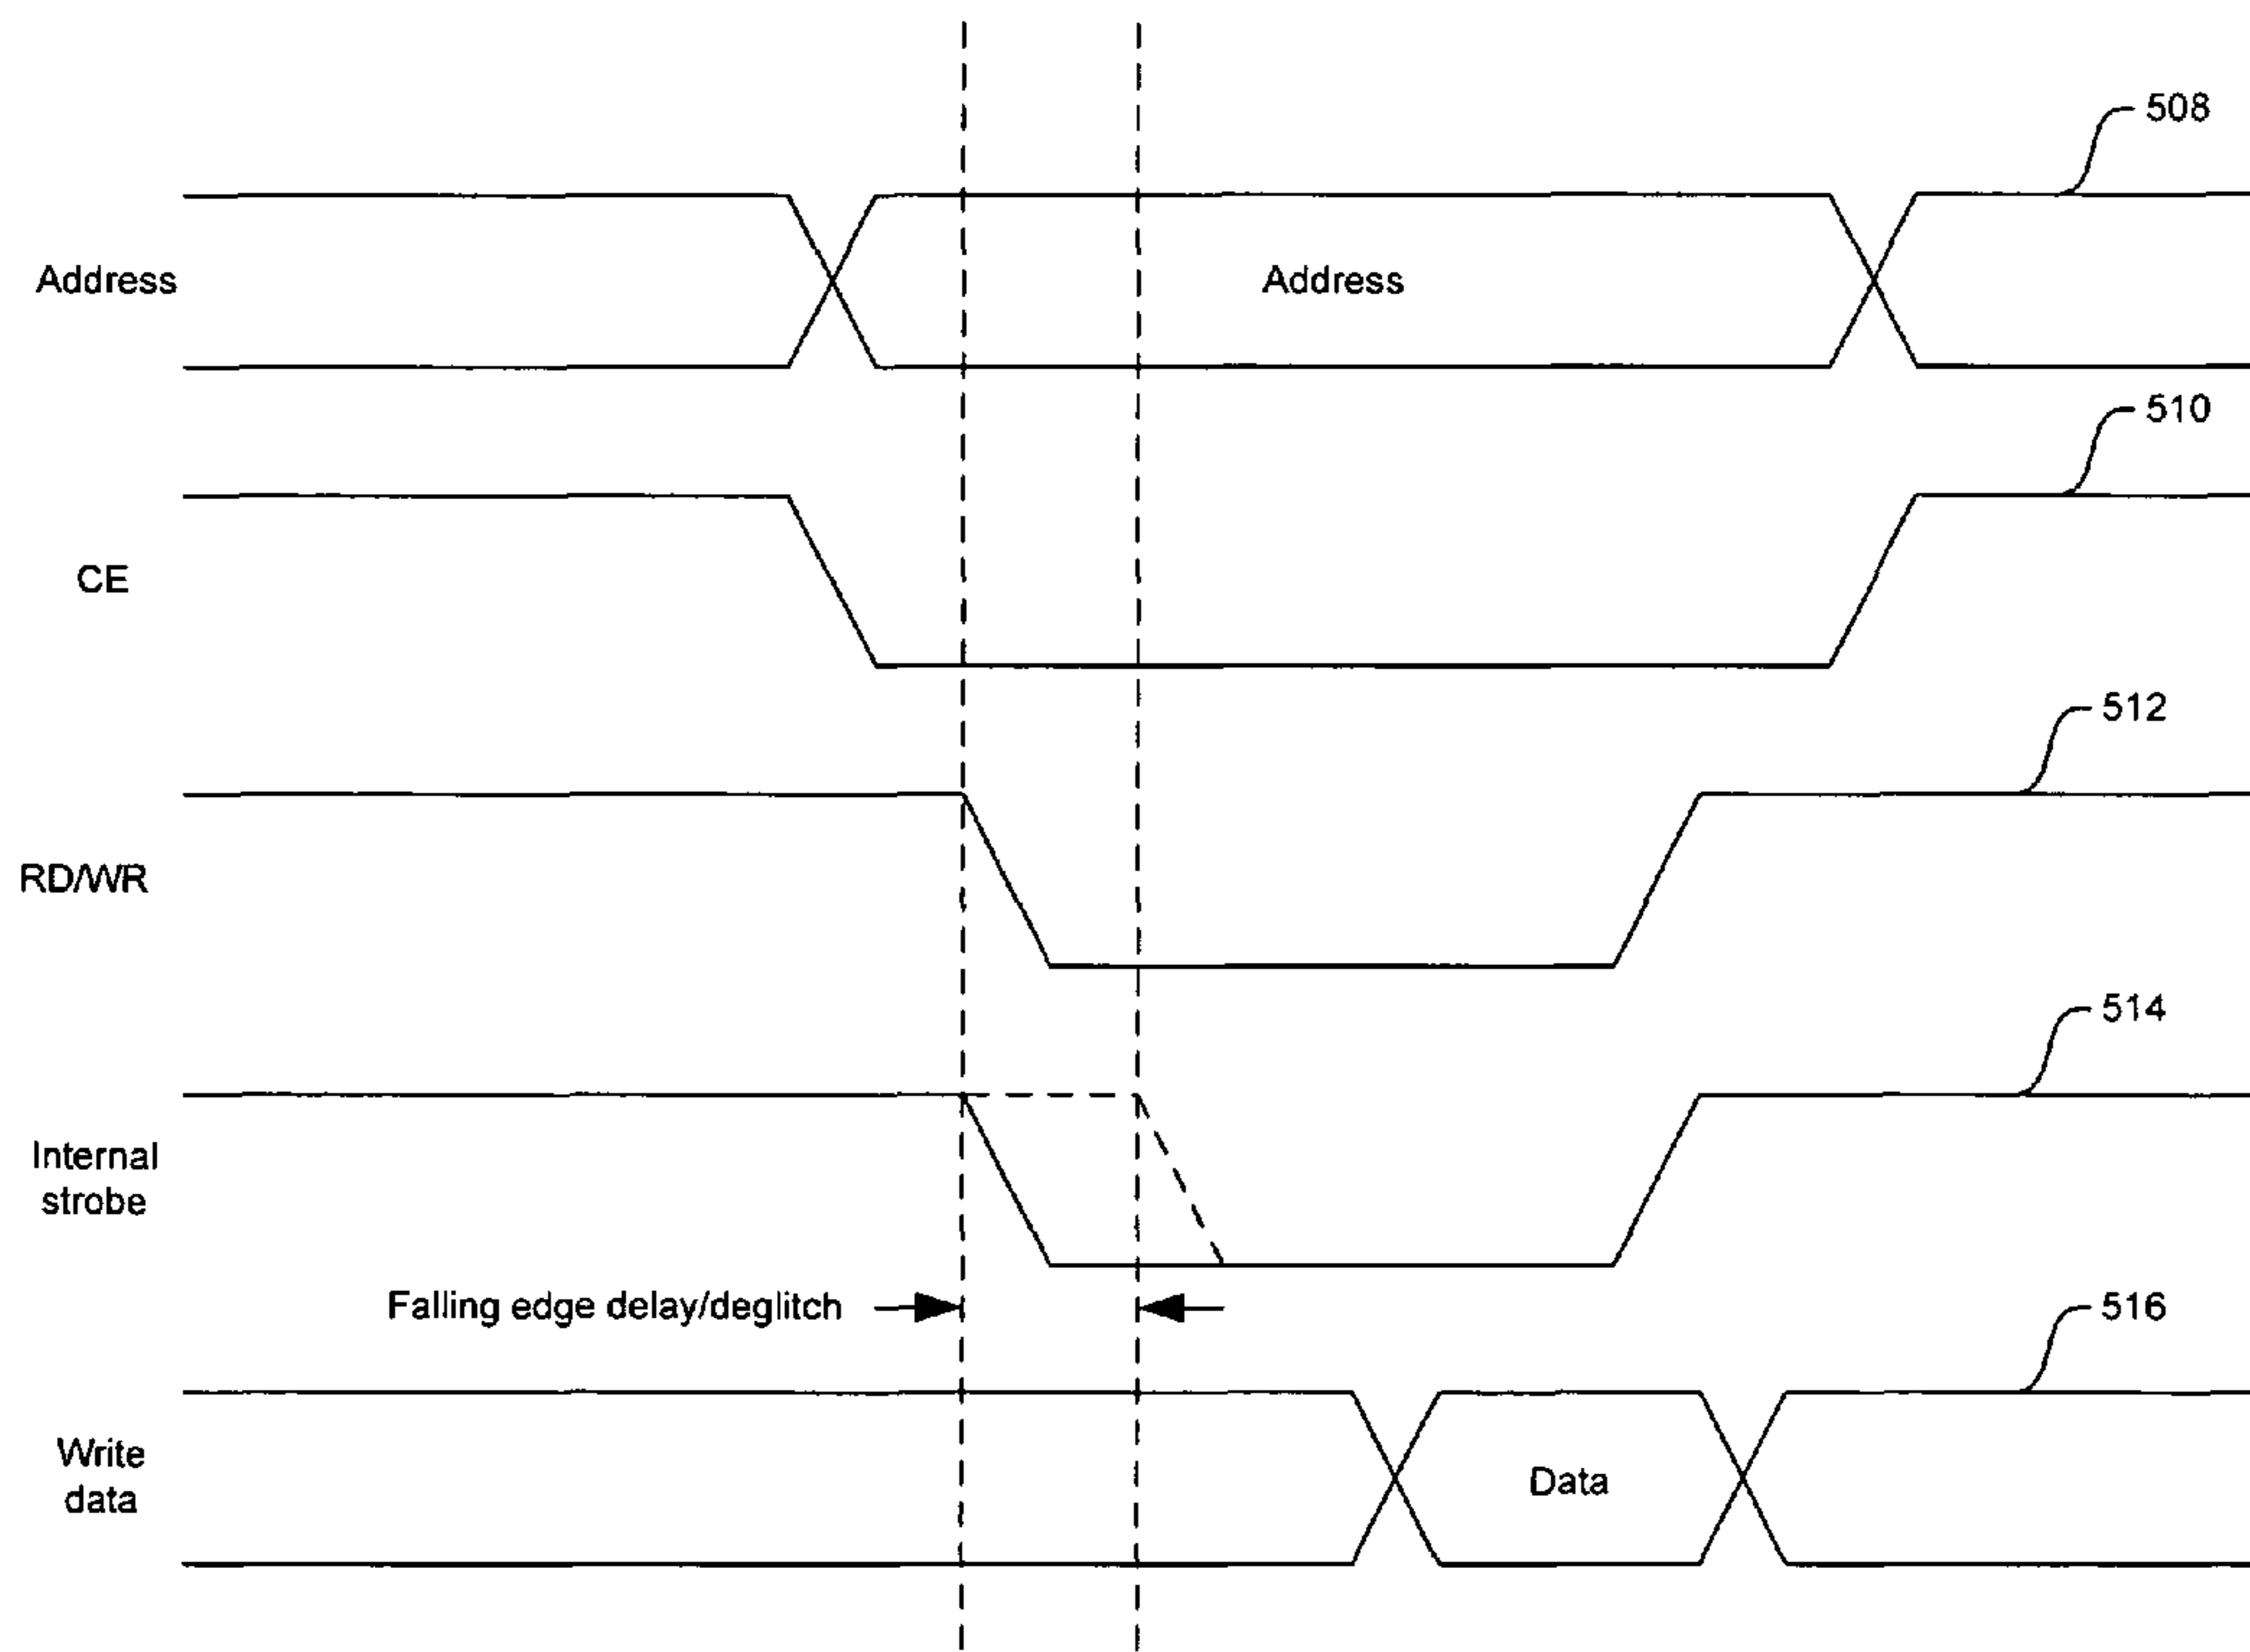 508
Address
Address
510
CE
512
RD/WR
514
Internal
strobe
Falling edge delay/deglitch
516
Write
data
Data